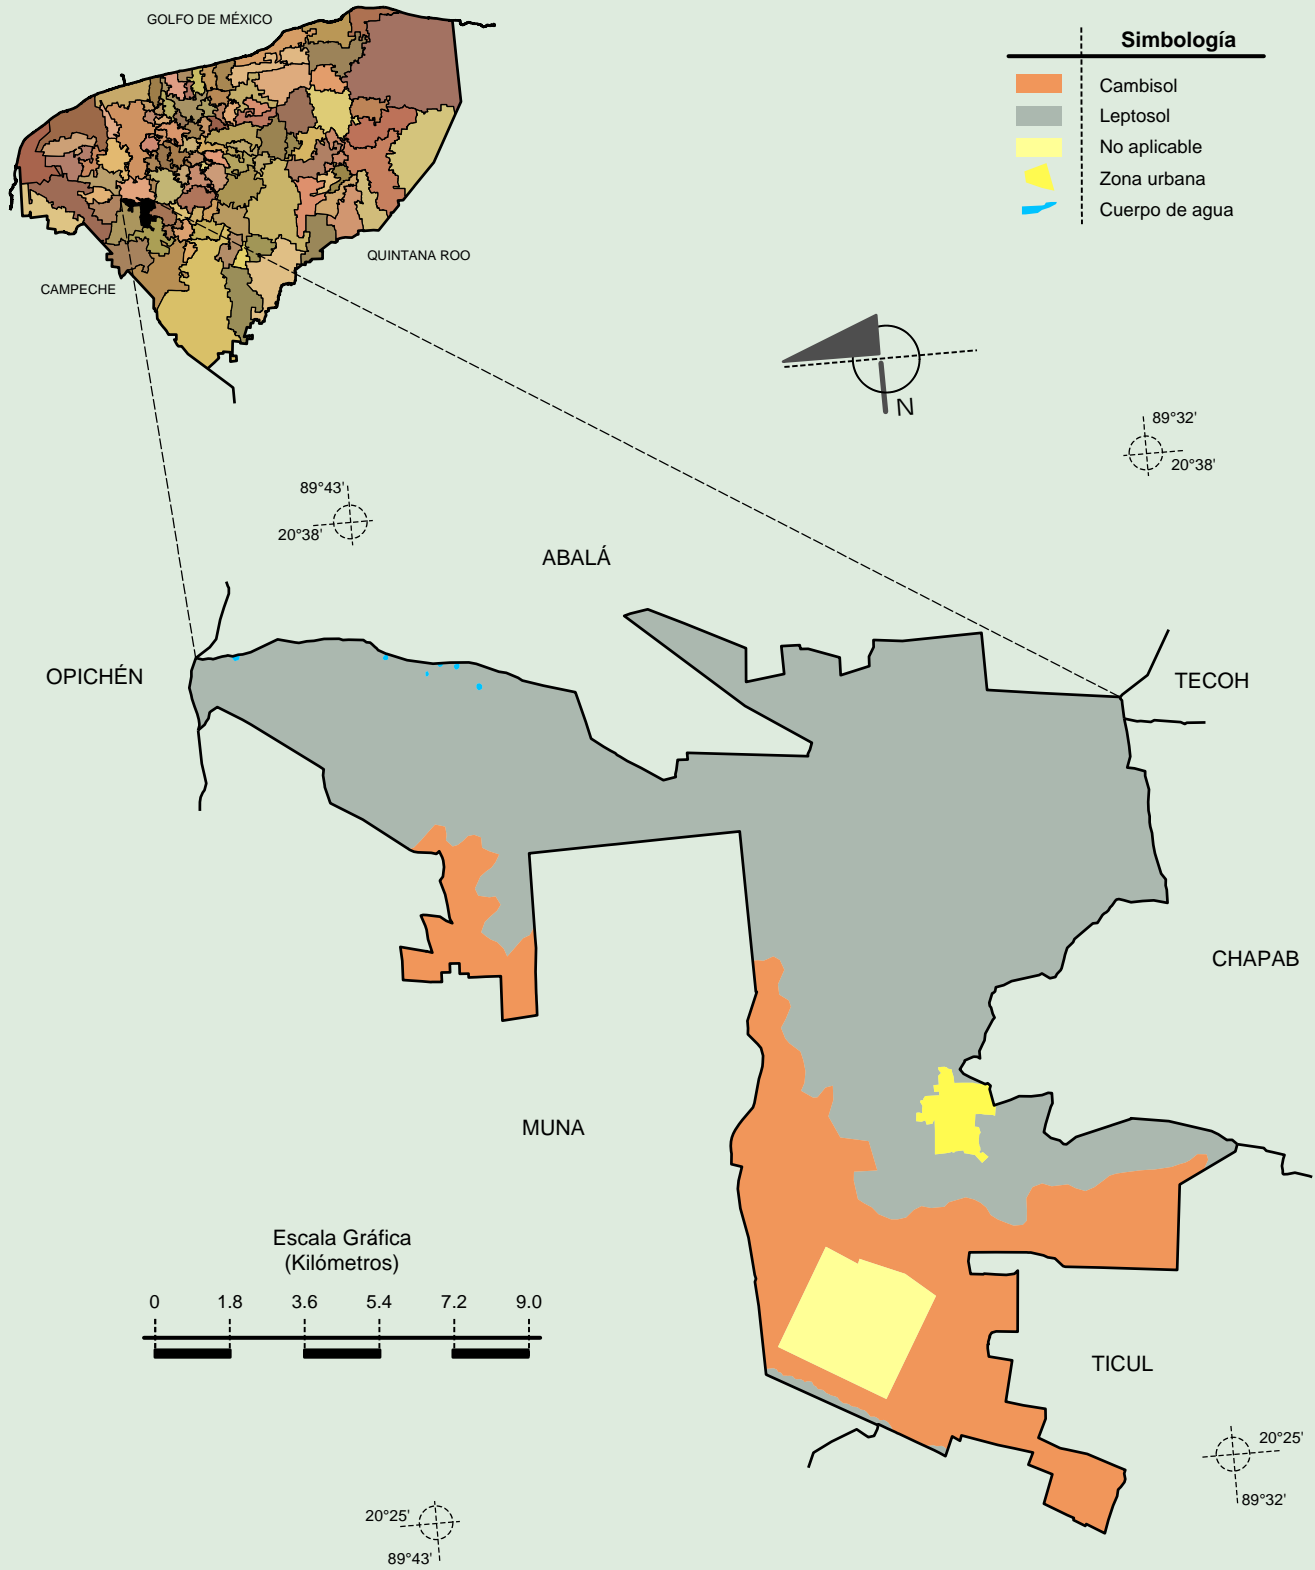 GOLFO DE MÉXICO
QUINTANA ROO
CAMPECHE
Simbología
Cambisol
Leptosol
No aplicable
Zona urbana
Cuerpo de agua
N
89°32'
20°38'
89°43'
20°38'
ABALÁ
OPICHÉN
TECOH
CHAPAB
MUNA
Escala Gráfica
(Kilómetros)
0 1.8 3.6 5.4 7.2 9.0
TICUL
20°25'
89°32'
20°25'
89°43'